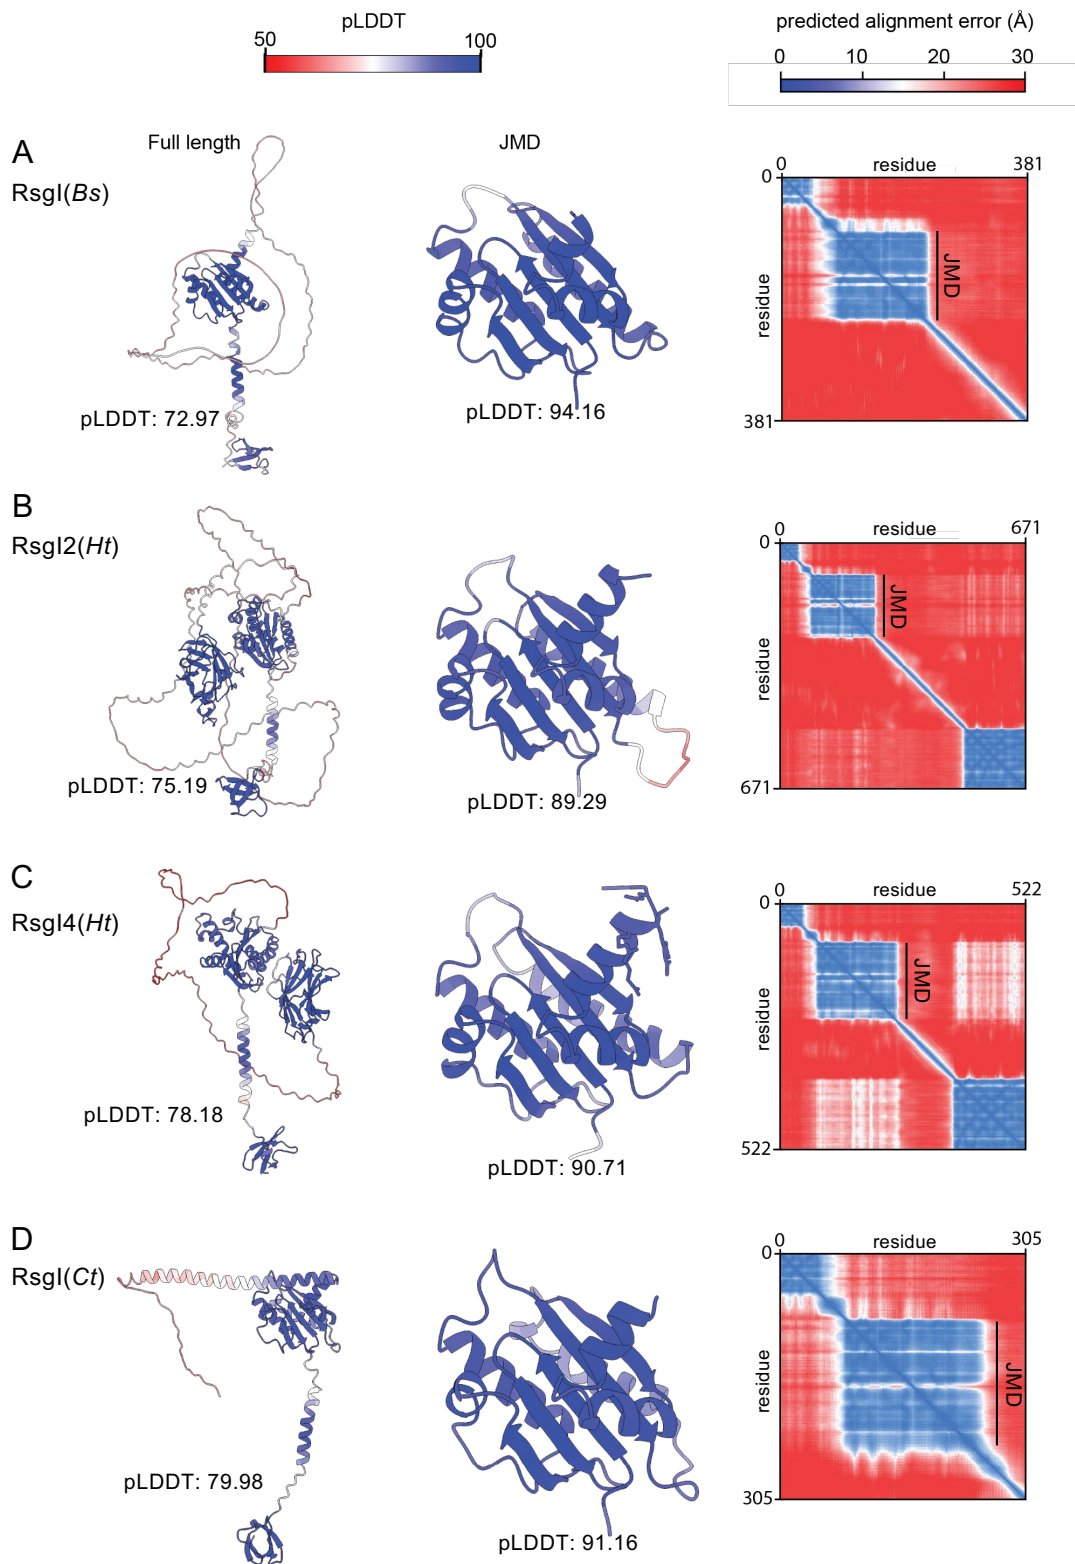 pLDDT
50 100
predicted alignment error (Å)
0 10 20 30
A
Full length
JMD
RsgI(Bs)
pLDDT: 72.97
pLDDT: 94.16
0 residue 381
0
residue
JMD
381
B
RsgI2(Ht)
pLDDT: 75.19
pLDDT: 89.29
0 residue 671
0
residue
JMD
671
C
RsgI4(Ht)
pLDDT: 78.18
pLDDT: 90.71
0 residue 522
0
residue
JMD
522
D
RsgI(Ct)
pLDDT: 79.98
pLDDT: 91.16
0 residue 305
0
residue
JMD
305